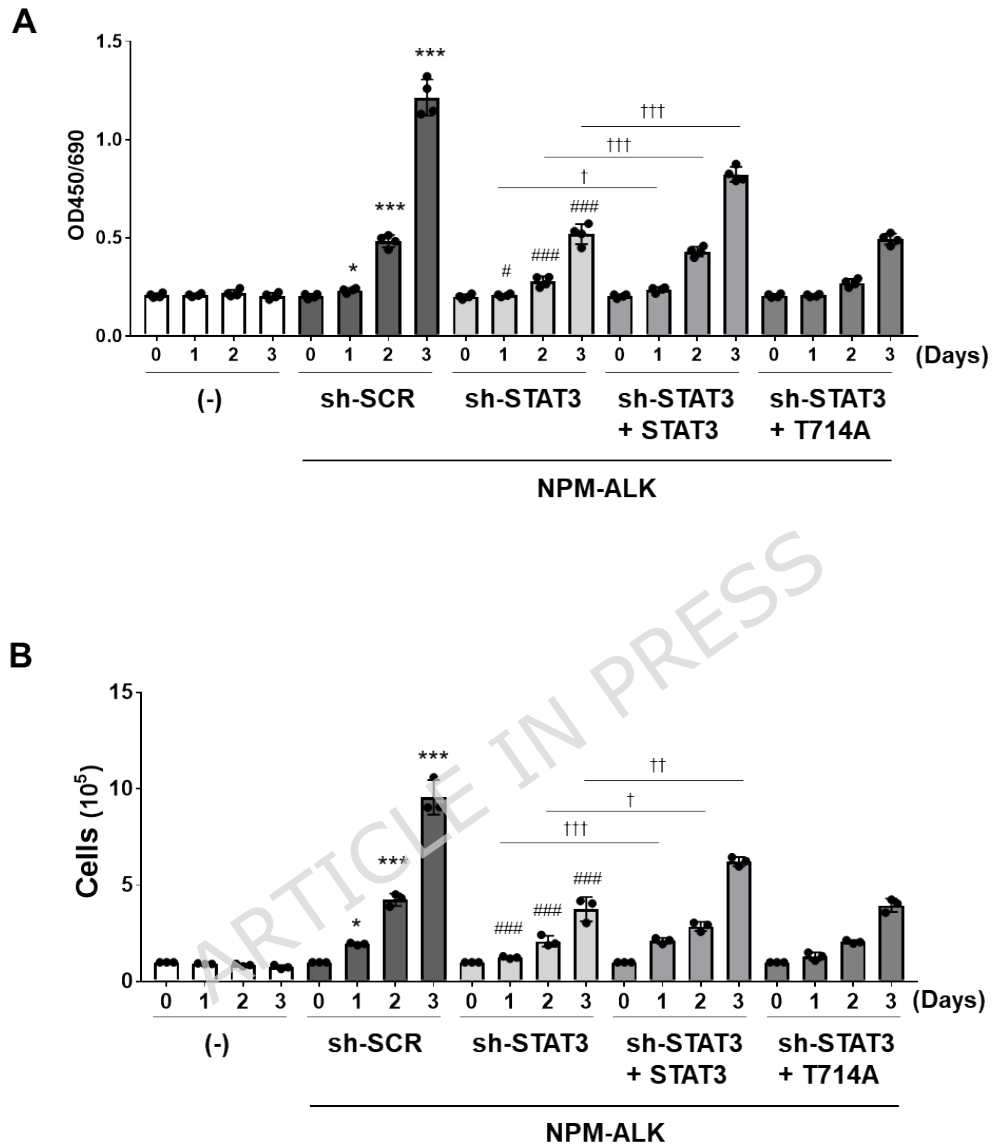 A
OD450/690
1.5
1.0
0.5
0.0
***
***
*
###
###
#
†††
†††
†
0 1 2 3 0 1 2 3 0 1 2 3 0 1 2 3 0 1 2 3 (Days)
(-) sh-SCR sh-STAT3 sh-STAT3 sh-STAT3
+ STAT3 + T714A
NPM-ALK
ARTICLE IN PRESS
B
Cells (10⁵)
15
10
5
0
***
***
*
###
###
###
††
†
†††
0 1 2 3 0 1 2 3 0 1 2 3 0 1 2 3 0 1 2 3 (Days)
(-) sh-SCR sh-STAT3 sh-STAT3 sh-STAT3
+ STAT3 + T714A
NPM-ALK